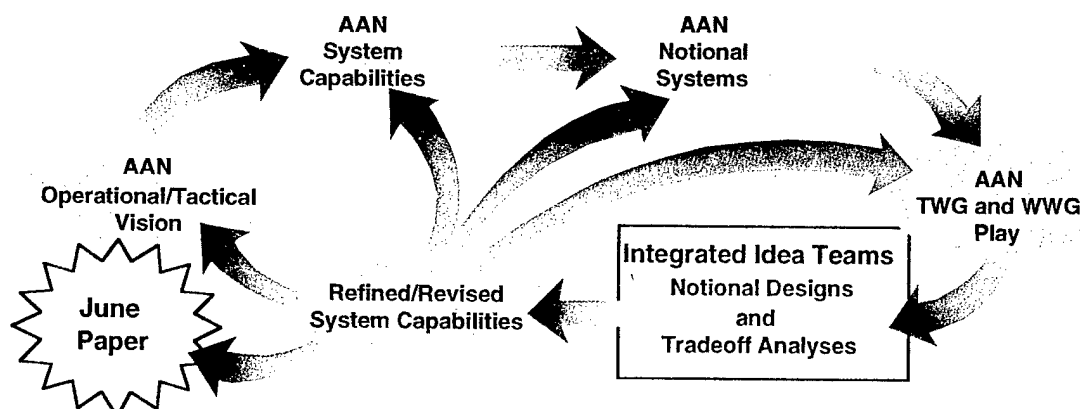 AAN
System
Capabilities
AAN
Notional
Systems
AAN
Operational/Tactical
Vision
AAN
TWG and WWG
Play
Integrated Idea Teams
Notional Designs
and
Tradeoff Analyses
Refined/Revised
System Capabilities
June
Paper